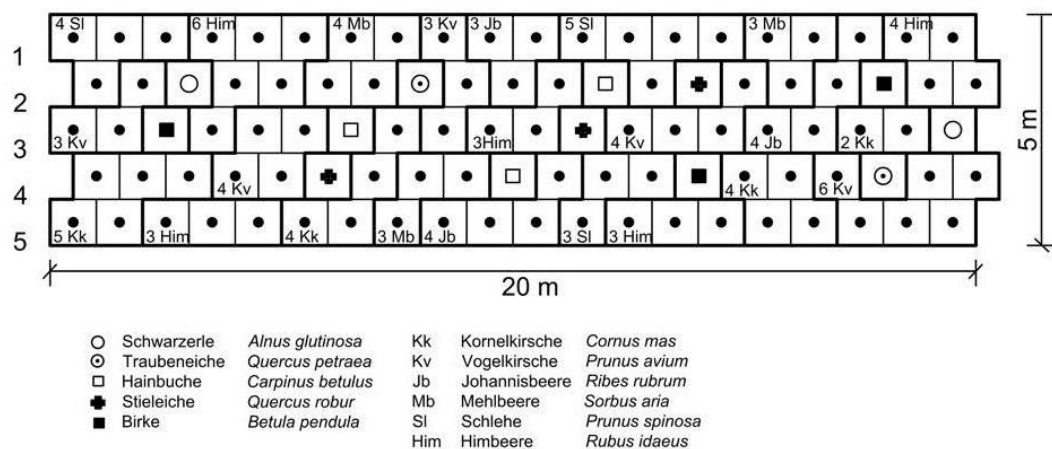 4 Sl 6 Him 4 Mb 3 Kv 3 Jb 5 Sl 3 Mb 4 Him
1
2
3 Kv 3Him 4 Kv 4 Jb 2 Kk
3
4 Kv 4 Kk 6 Kv
4
5 Kk 3 Him 4 Kk 3 Mb 4 Jb 3 Sl 3 Him
5
5 m
20 m
Schwarzerle Alnus glutinosa Kk Kornelkirsche Cornus mas
Traubeneiche Quercus petraea Kv Vogelkirsche Prunus avium
Hainbuche Carpinus betulus Jb Johannisbeere Ribes rubrum
Stieleiche Quercus robur Mb Mehlbeere Sorbus aria
Birke Betula pendula Sl Schlehe Prunus spinosa
Him Himbeere Rubus idaeus